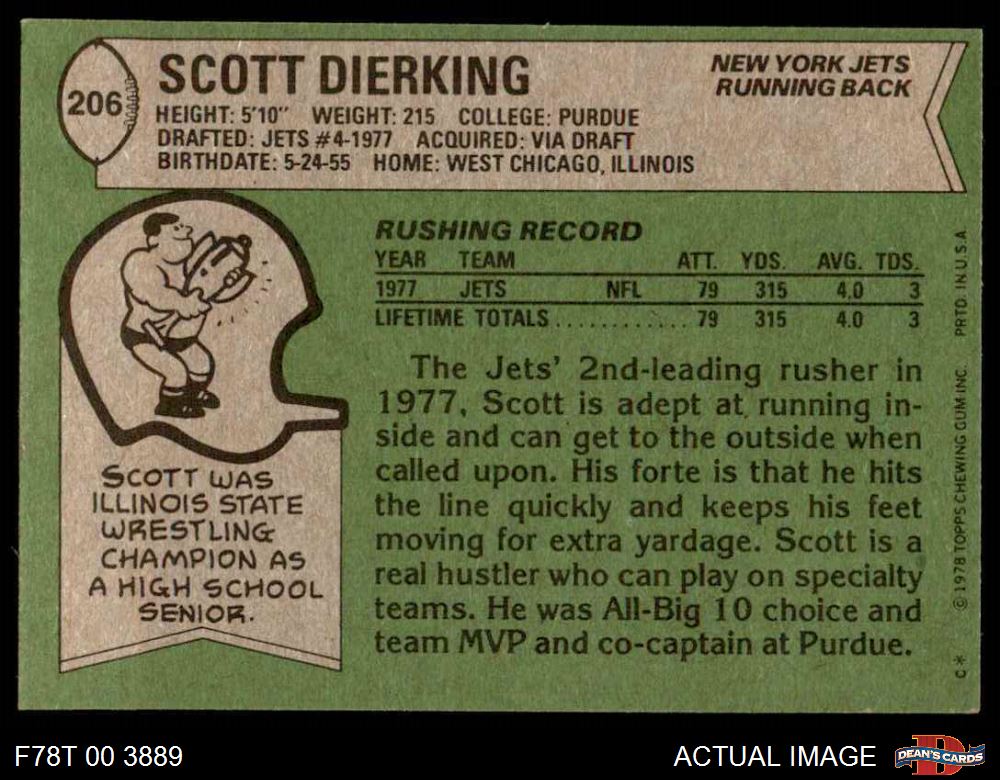 206
SCOTT DIERKING
NEW YORK JETS
RUNNING BACK
HEIGHT: 5'10" WEIGHT: 215 COLLEGE: PURDUE
DRAFTED: JETS #4-1977 ACQUIRED: VIA DRAFT
BIRTHDATE: 5-24-55 HOME: WEST CHICAGO, ILLINOIS
RUSHING RECORD
YEAR TEAM ATT. YDS. AVG. TDS.
1977 JETS NFL 79 315 4.0 3
LIFETIME TOTALS............ 79 315 4.0 3
The Jets' 2nd-leading rusher in
1977, Scott is adept at running in-
side and can get to the outside when
called upon. His forte is that he hits
the line quickly and keeps his feet
moving for extra yardage. Scott is a
real hustler who can play on specialty
teams. He was All-Big 10 choice and
team MVP and co-captain at Purdue.
SCOTT WAS
ILLINOIS STATE
WRESTLING
CHAMPION AS
A HIGH SCHOOL
SENIOR.
C* © 1978 TOPPS CHEWING GUM INC. PRTD. IN U.S.A
F78T 00 3889
ACTUAL IMAGE
D
DEAN'S CARDS